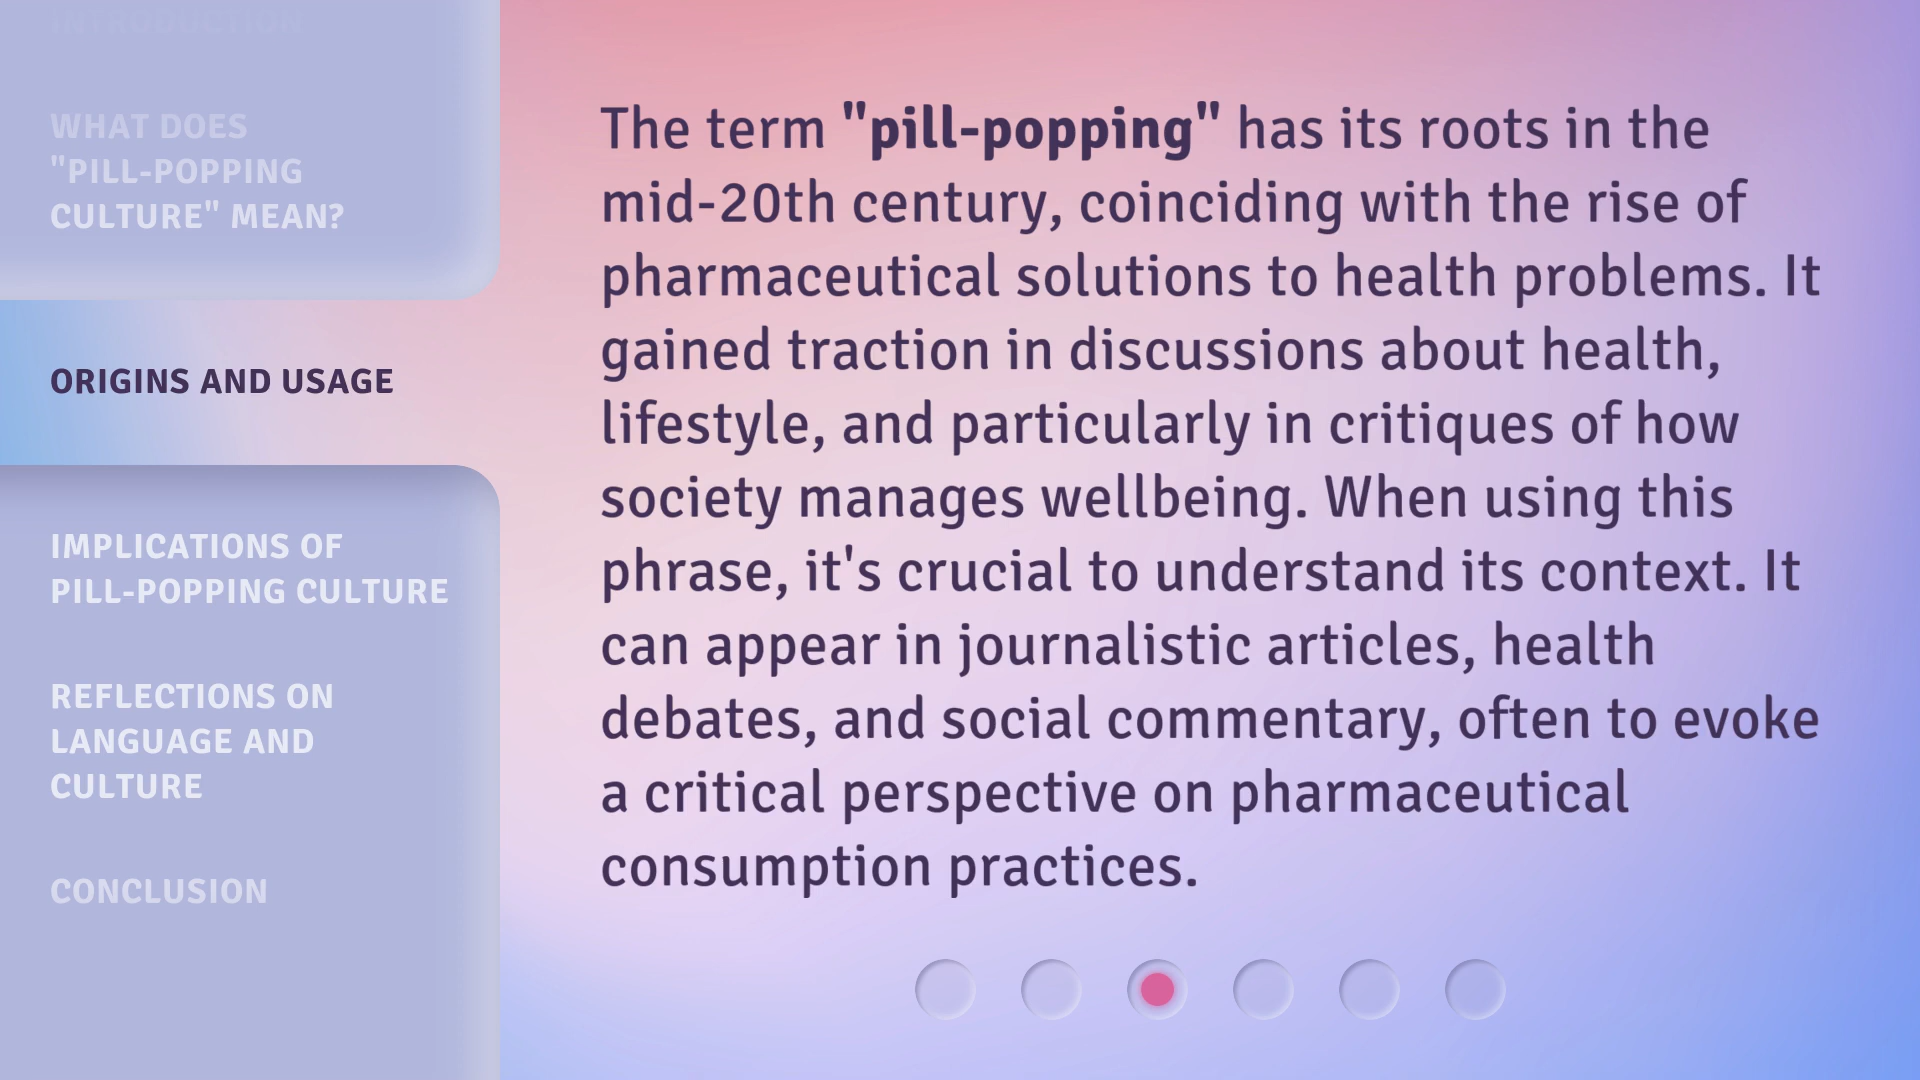 INTRODUCTION
WHAT DOES
"PILL-POPPING
CULTURE" MEAN?
ORIGINS AND USAGE
IMPLICATIONS OF
PILL-POPPING CULTURE
REFLECTIONS ON
LANGUAGE AND
CULTURE
CONCLUSION
The term "pill-popping" has its roots in the
mid-20th century, coinciding with the rise of
pharmaceutical solutions to health problems. It
gained traction in discussions about health,
lifestyle, and particularly in critiques of how
society manages wellbeing. When using this
phrase, it's crucial to understand its context. It
can appear in journalistic articles, health
debates, and social commentary, often to evoke
a critical perspective on pharmaceutical
consumption practices.